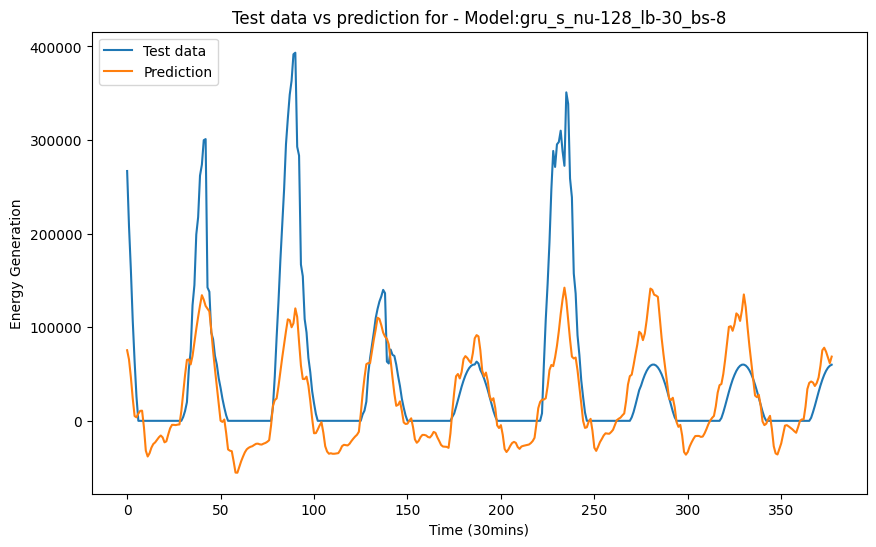 Test data vs prediction for - Model:gru_s_nu-128_lb-30_bs-8
Test data
Prediction
Energy Generation
400000
300000
200000
100000
0
0 50 100 150 200 250 300 350
Time (30mins)